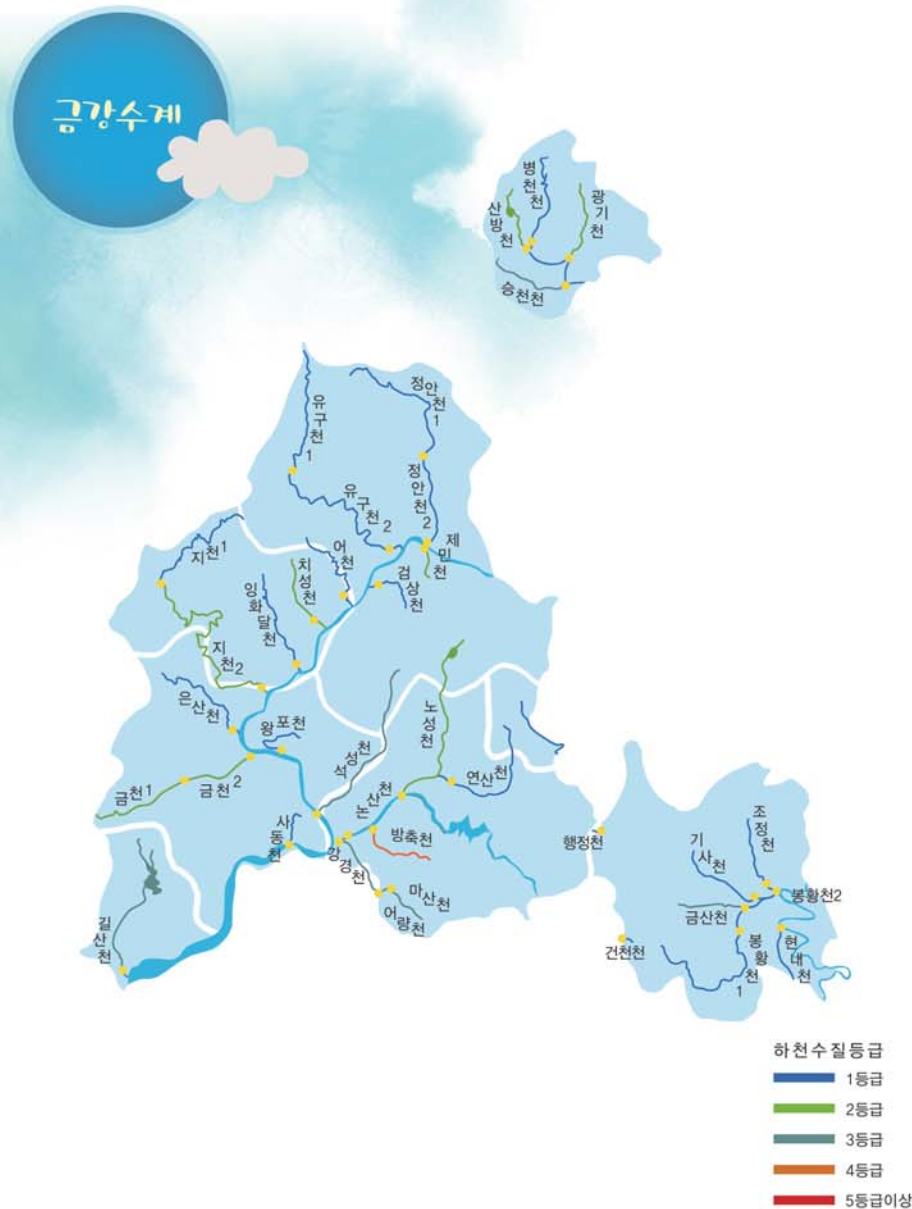 금강수계
병천천
산방천
광기천
승천천
정안천1
유구천1
정안천2
유구천2
제민천
어천
지천1
치성천
검상천
잉화달천
지천2
노성천
은산천
왕포천
석성천
연산천
금천1
금천2
논산천
사동천
방축천
강경천
마산천
어량천
길산천
행정천
조정천
기사천
봉황천2
금산천
건천천
봉황천1
현내천
하천수질등급
1등급
2등급
3등급
4등급
5등급이상